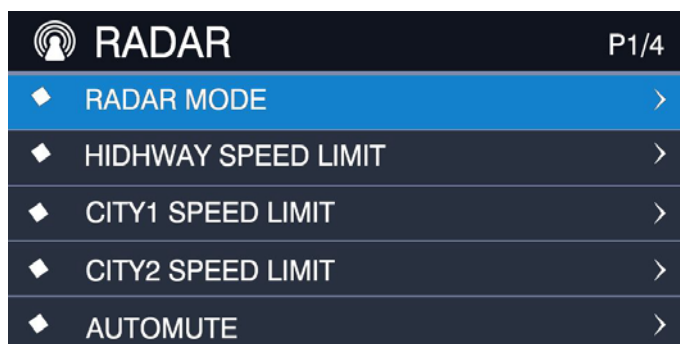 RADAR P1/4
RADAR MODE
HIDHWAY SPEED LIMIT
CITY1 SPEED LIMIT
CITY2 SPEED LIMIT
AUTOMUTE